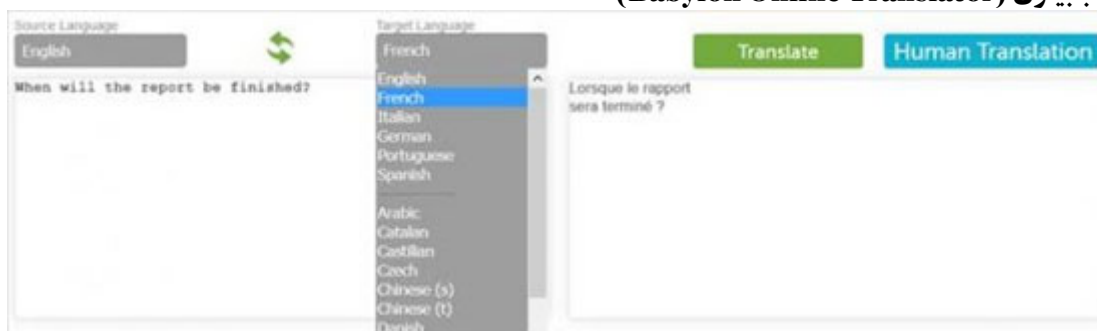 (Babylon Online Translator)
Source Language
English
Target Language
French
Translate
Human Translation
When will the report be finished?
English
French
Italian
German
Portuguese
Spanish
Arabic
Catalan
Castilian
Czech
Chinese (s)
Chinese (t)
Danish
Lorsque le rapport
sera terminé ?